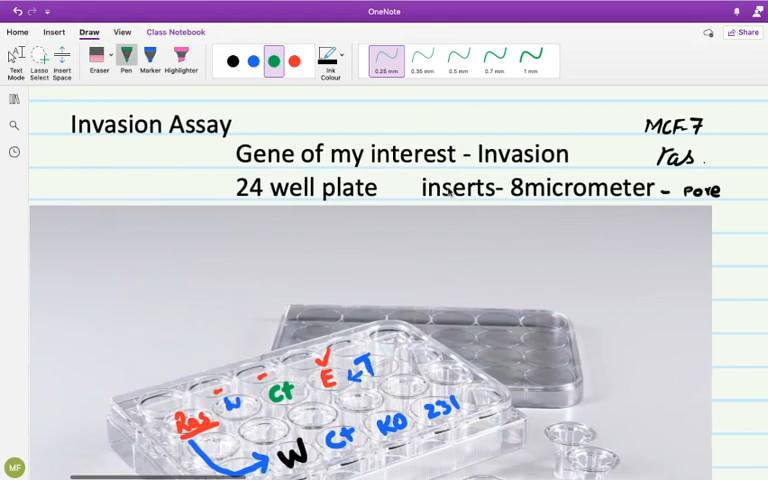 OneNote
Home Insert Draw View Class Notebook
Share
Text Mode
Lasso Select
Insert Space
Eraser
Pen
Marker
Highlighter
Ink Colour
0.25 mm
0.35 mm
0.5 mm
0.7 mm
1 mm
Invasion Assay
MCF-7
Gene of my interest - Invasion
ras.
24 well plate inserts- 8micrometer - pore
Ras N Ct E T
W Ct KO 231
MF